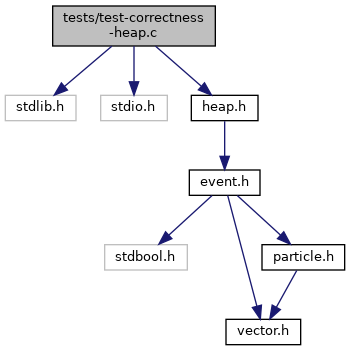 tests/test-correctness
-heap.c
stdlib.h
stdio.h
heap.h
event.h
stdbool.h
particle.h
vector.h